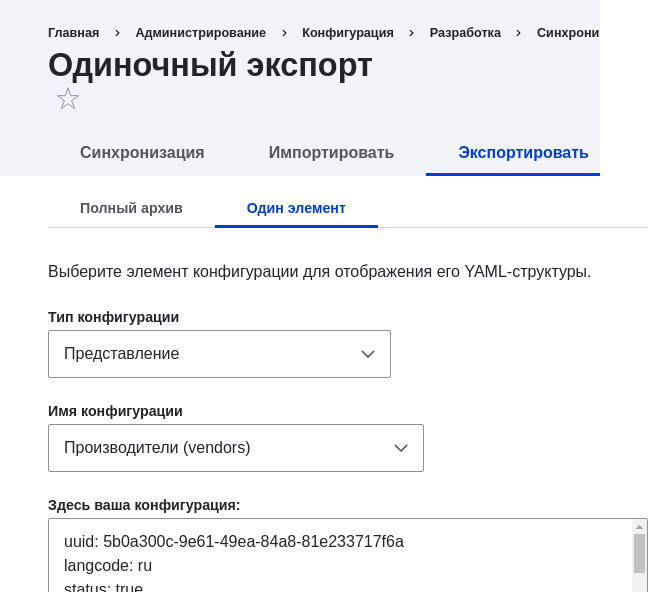 Главная › Администрирование › Конфигурация › Разработка ›
Одиночный экспорт
Синхронизация Импортировать Экспортировать
Полный архив Один элемент
Выберите элемент конфигурации для отображения его YAML-структуры.
Тип конфигурации
Представление
Имя конфигурации
Производители (vendors)
Здесь ваша конфигурация:
uuid: 5b0a300c-9e61-49ea-84a8-81e233717f6a
langcode: ru
status: true